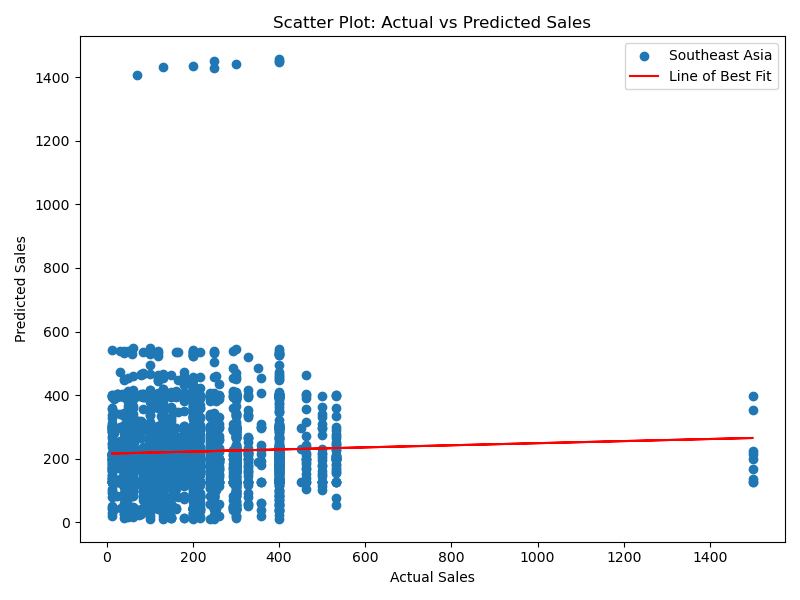 Scatter Plot: Actual vs Predicted Sales
Southeast Asia
Line of Best Fit
Predicted Sales
1400
1200
1000
800
600
400
200
0
0 200 400 600 800 1000 1200 1400
Actual Sales